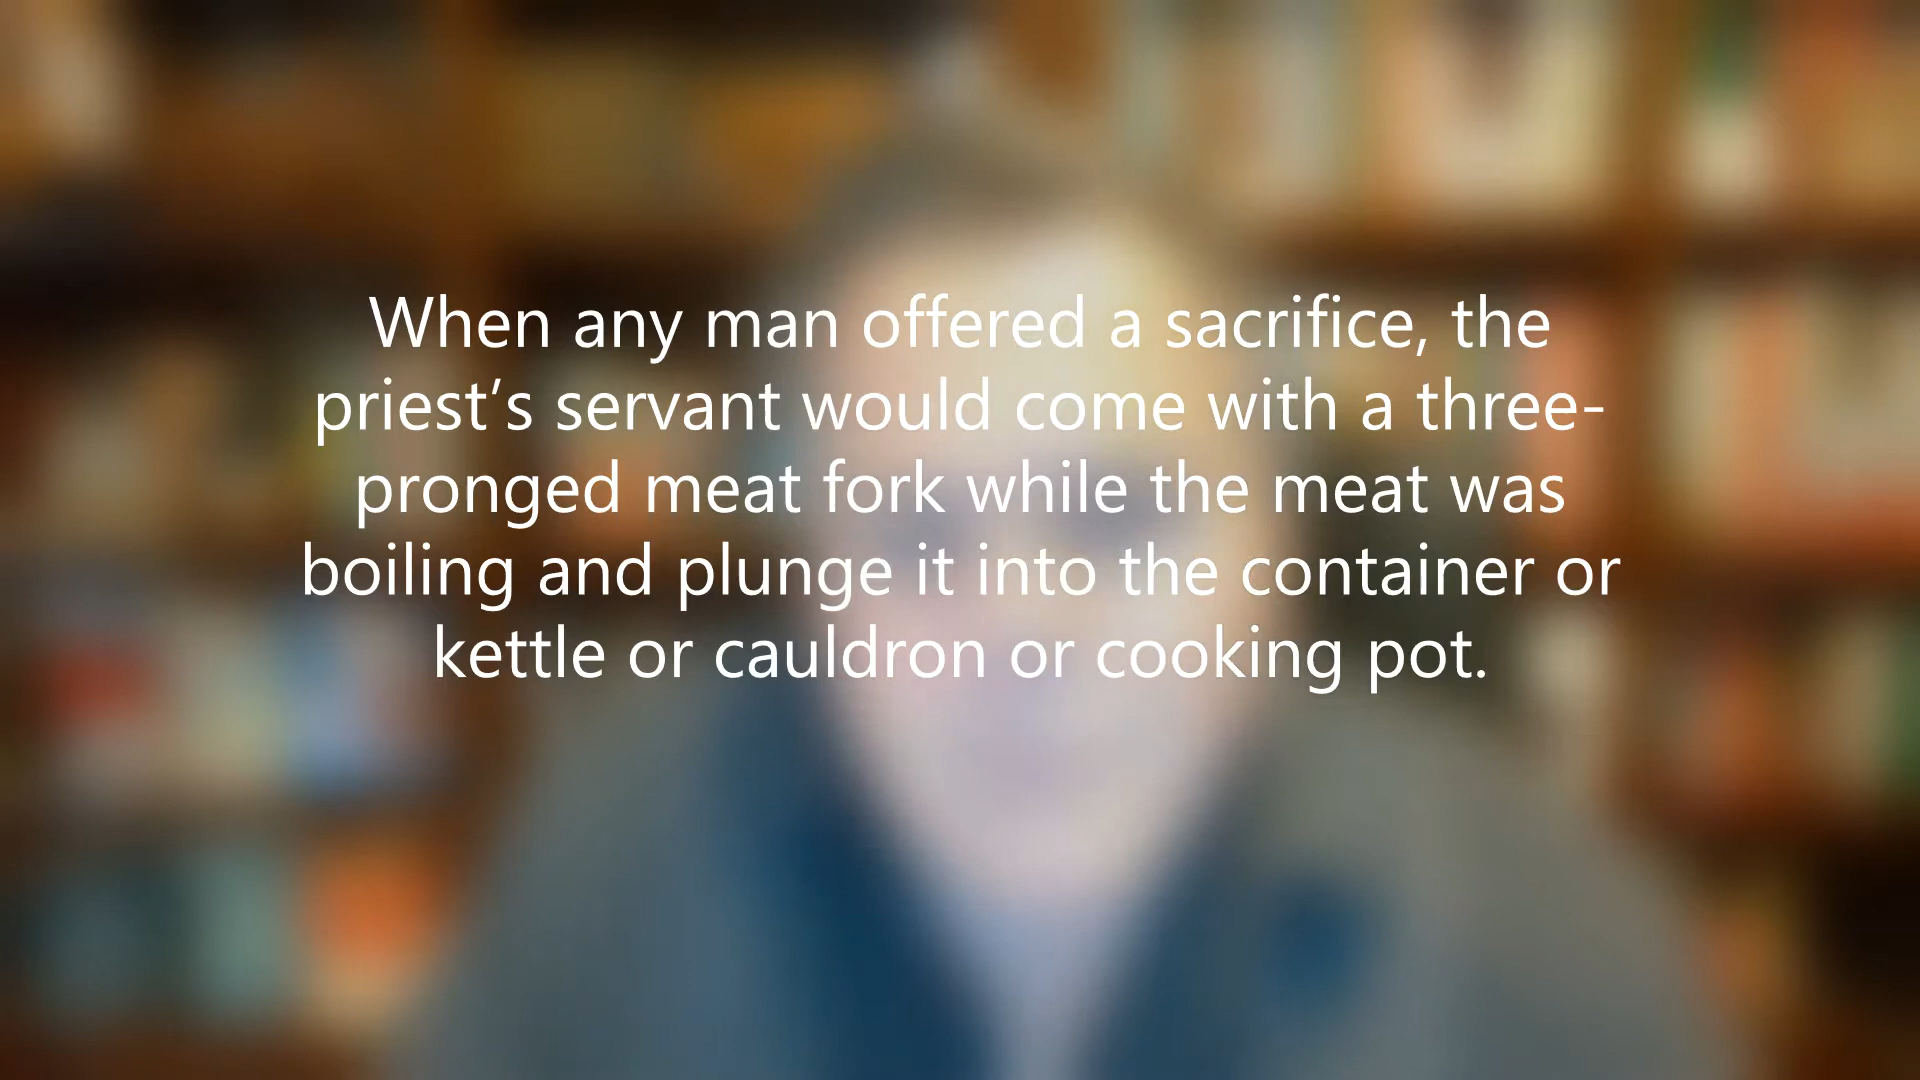 When any man offered a sacrifice, the
priest’s servant would come with a three-
pronged meat fork while the meat was
boiling and plunge it into the container or
kettle or cauldron or cooking pot.